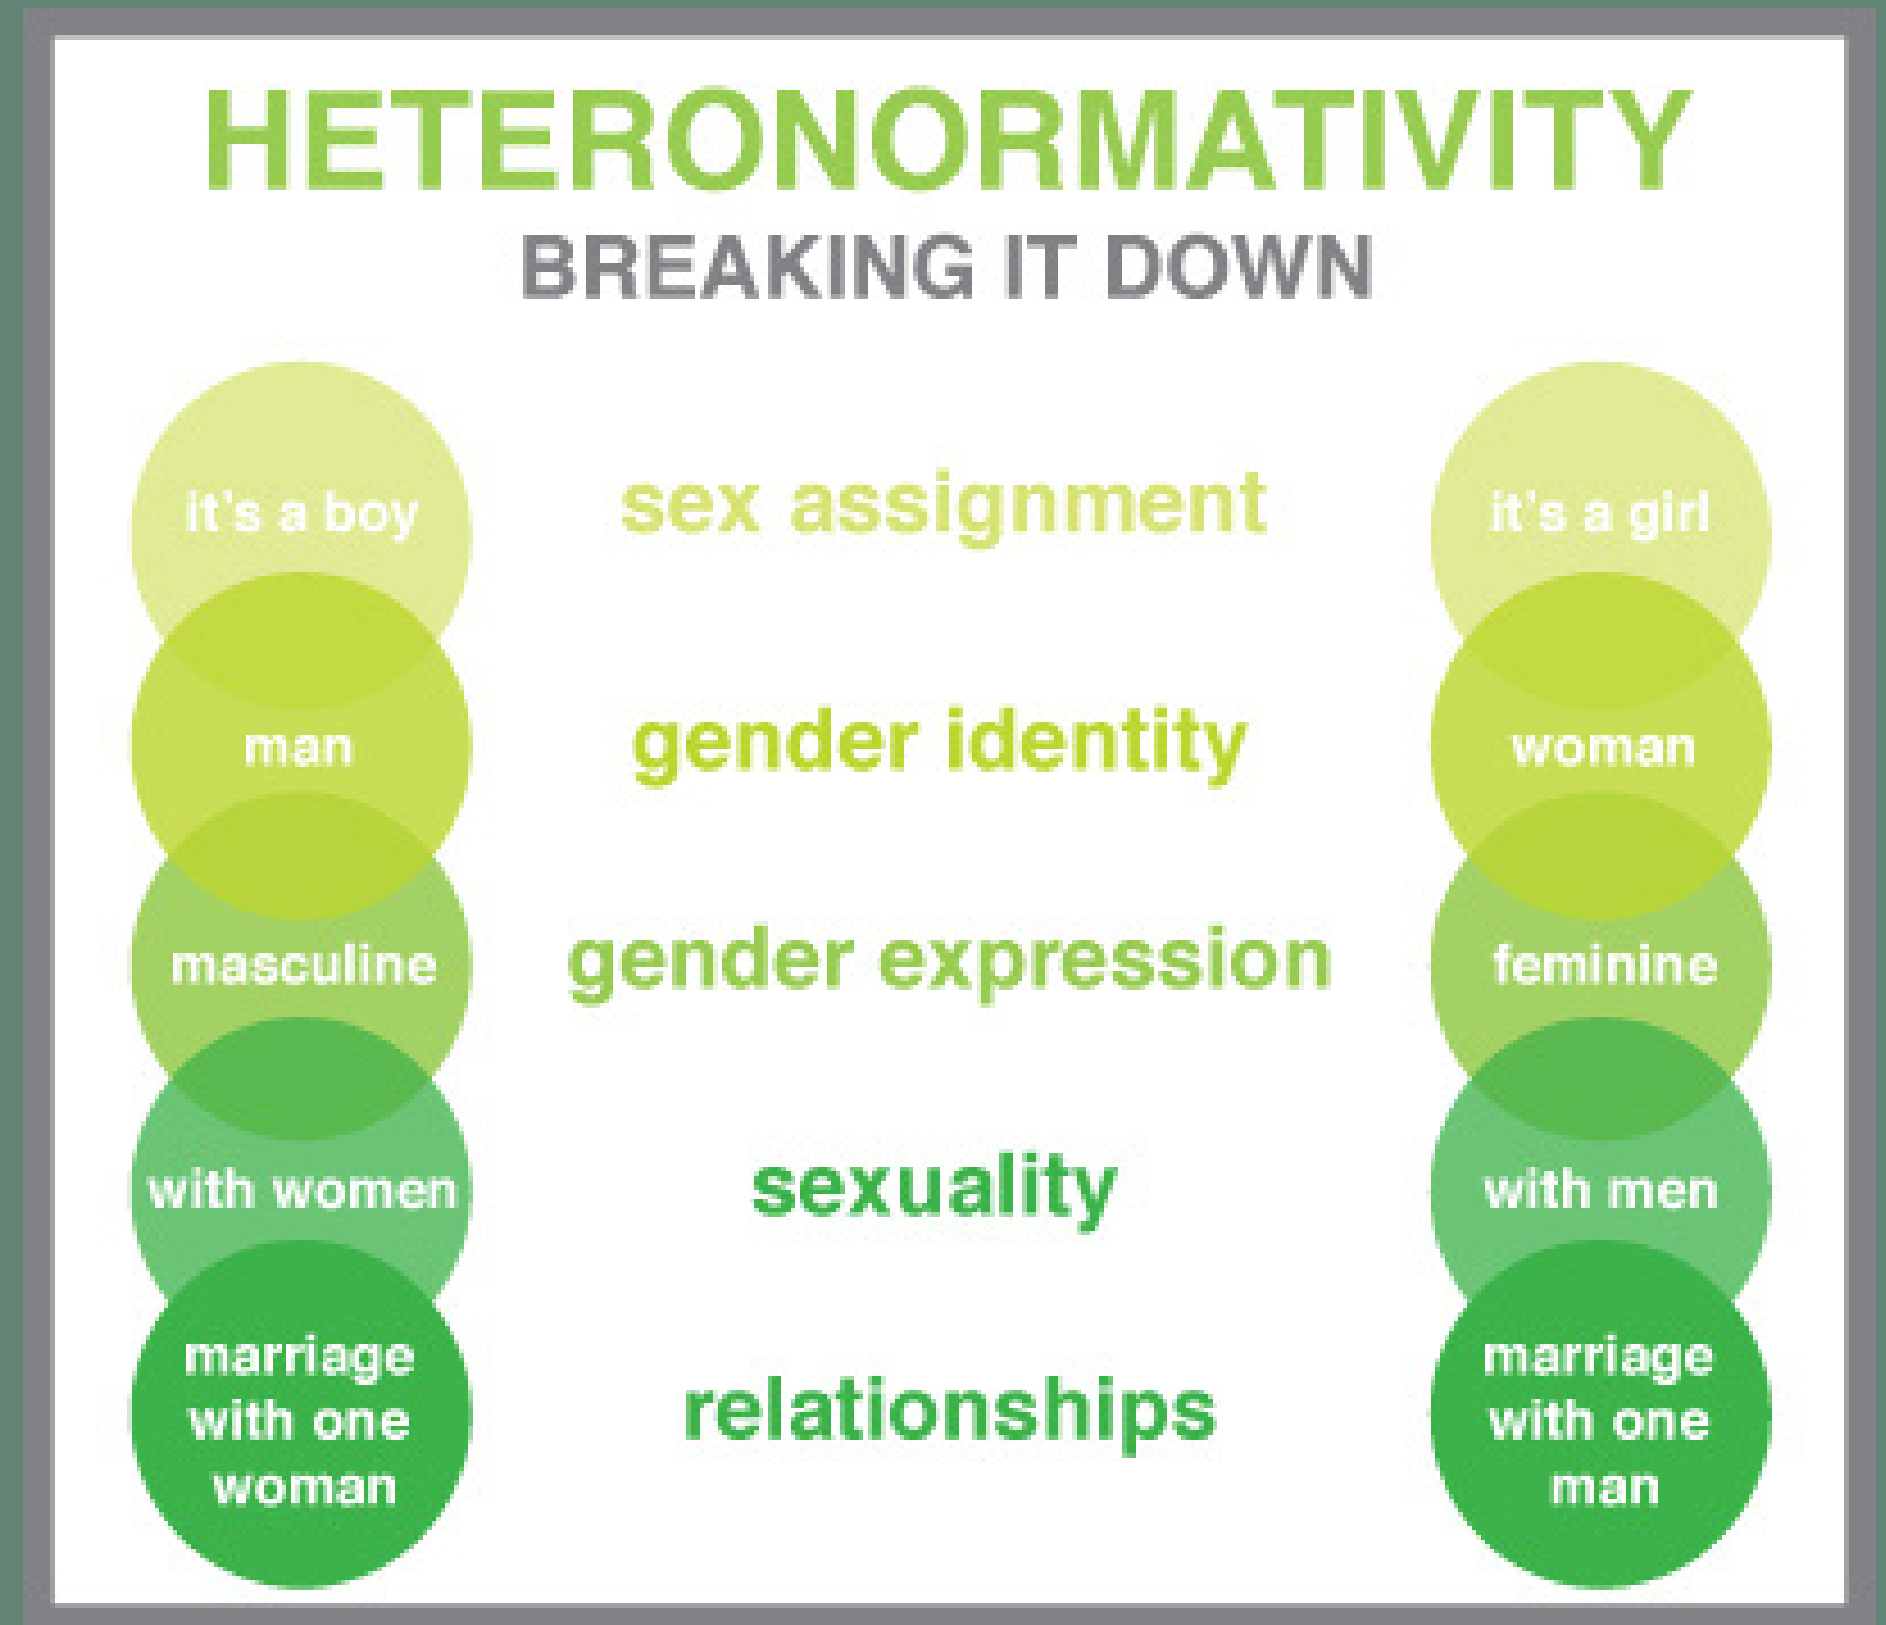 HETERONORMATIVITY
BREAKING IT DOWN
it's a boy
sex assignment
it's a girl
man
gender identity
woman
masculine
gender expression
feminine
with women
sexuality
with men
marriage
with one
woman
relationships
marriage
with one
man